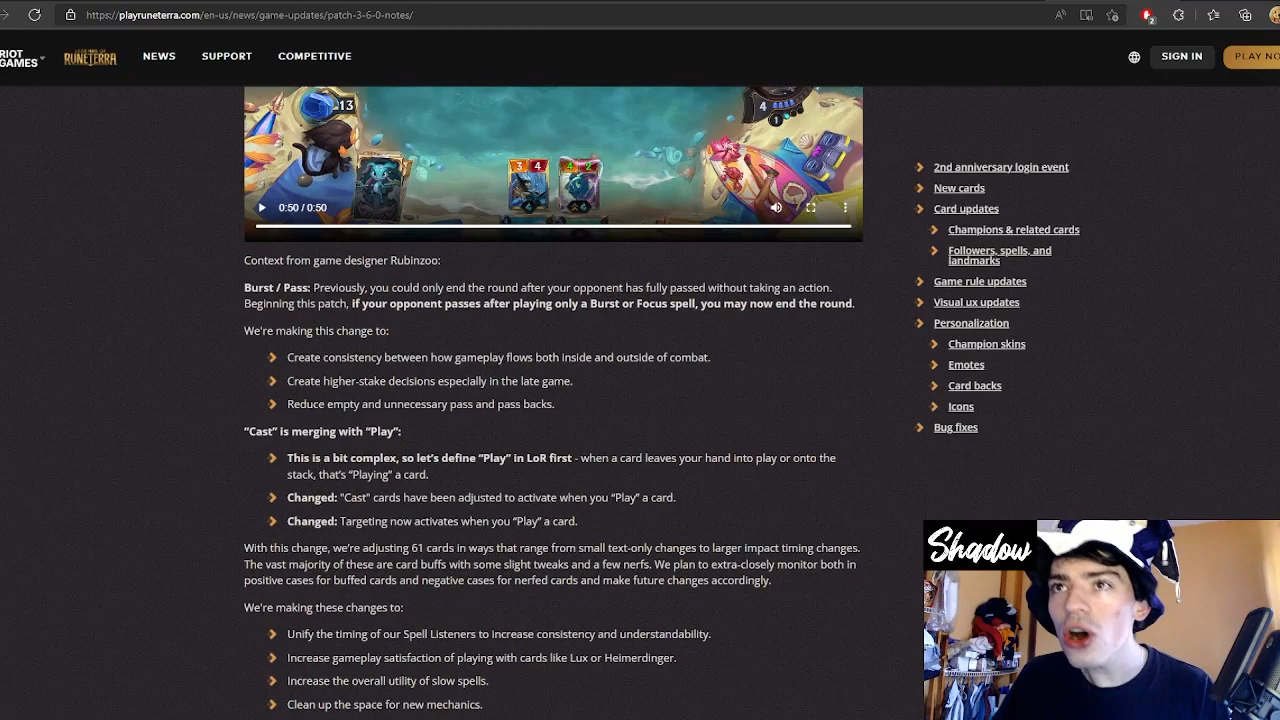 https://playruneterra.com/en-us/news/game-updates/patch-3-6-0-notes/
2
RIOT
GAMES
LEGENDS OF
RUNETERRA
NEWS
SUPPORT
COMPETITIVE
SIGN IN
PLAY NO
13
4
1
3 4
4 2
4
4
0:50 / 0:50
Context from game designer Rubinzoo:
Burst / Pass: Previously, you could only end the round after your opponent has fully passed without taking an action.
Beginning this patch, if your opponent passes after playing only a Burst or Focus spell, you may now end the round.
We're making this change to:
Create consistency between how gameplay flows both inside and outside of combat.
Create higher-stake decisions especially in the late game.
Reduce empty and unnecessary pass and pass backs.
“Cast” is merging with “Play”:
This is a bit complex, so let’s define “Play” in LoR first - when a card leaves your hand into play or onto the
stack, that’s “Playing” a card.
Changed: "Cast" cards have been adjusted to activate when you “Play” a card.
Changed: Targeting now activates when you “Play” a card.
With this change, we’re adjusting 61 cards in ways that range from small text-only changes to larger impact timing changes.
The vast majority of these are card buffs with some slight tweaks and a few nerfs. We plan to extra-closely monitor both in
positive cases for buffed cards and negative cases for nerfed cards and make future changes accordingly.
We're making these changes to:
Unify the timing of our Spell Listeners to increase consistency and understandability.
Increase gameplay satisfaction of playing with cards like Lux or Heimerdinger.
Increase the overall utility of slow spells.
Clean up the space for new mechanics.
2nd anniversary login event
New cards
Card updates
Champions & related cards
Followers, spells, and
landmarks
Game rule updates
Visual ux updates
Personalization
Champion skins
Emotes
Card backs
Icons
Bug fixes
Shadow